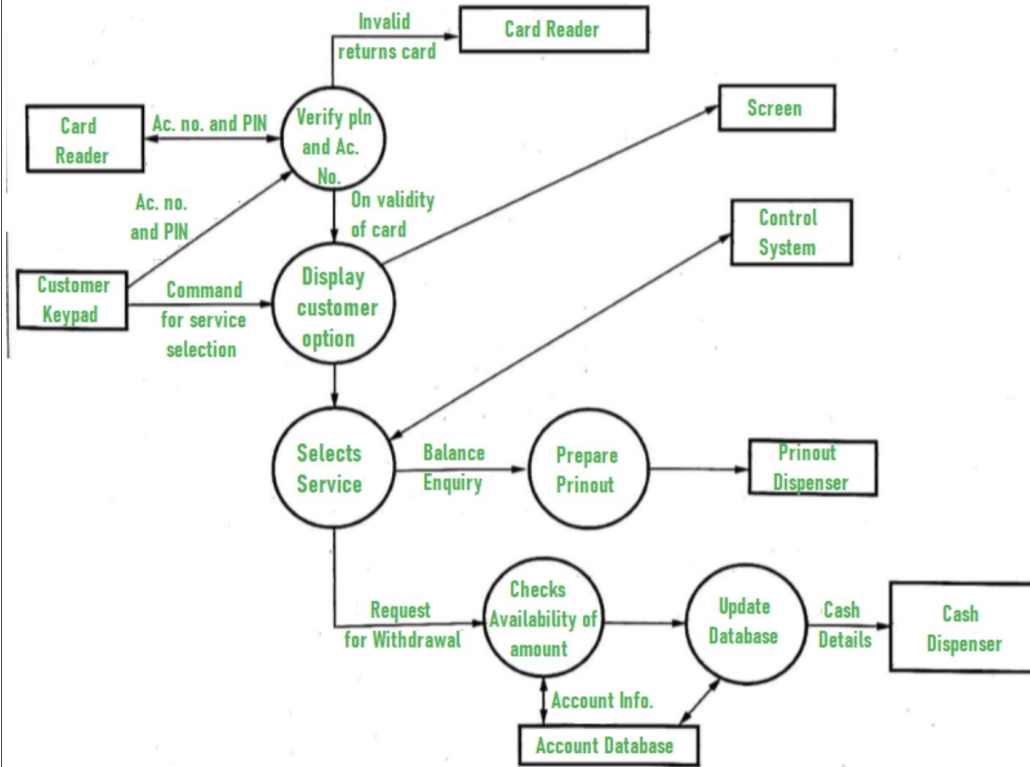 Invalid
returns card
Card Reader
Card
Reader
Ac. no. and PIN
Verify pln
and Ac.
No.
Screen
Ac. no.
and PIN
On validity
of card
Control
System
Customer
Keypad
Command
for service
selection
Display
customer
option
Selects
Service
Balance
Enquiry
Prepare
Prinout
Prinout
Dispenser
Request
for Withdrawal
Checks
Availability of
amount
Update
Database
Cash
Details
Cash
Dispenser
Account Info.
Account Database